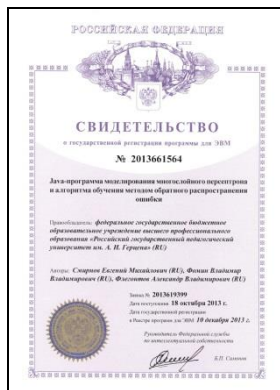 РОССИЙСКАЯ ФЕДЕРАЦИЯ
СВИДЕТЕЛЬСТВО
о государственной регистрации программы для ЭВМ
№ 2013661564
Java-программа моделирования многослойного персептрона
и алгоритма обучения методом обратного распространения
ошибки
Правообладатель: федеральное государственное бюджетное
образовательное учреждение высшего профессионального
образования «Российский государственный педагогический
университет им. А. И. Герцена» (RU)
Авторы: Смирнов Евгений Михайлович (RU), Фомин Владимир
Владимирович (RU), Флегонтов Александр Владимирович (RU)
Заявка № 2013619399
Дата поступления 18 октября 2013 г.
Дата государственной регистрации
в Реестре программ для ЭВМ 10 декабря 2013 г.
Руководитель Федеральной службы
по интеллектуальной собственности
Б.П. Симонов